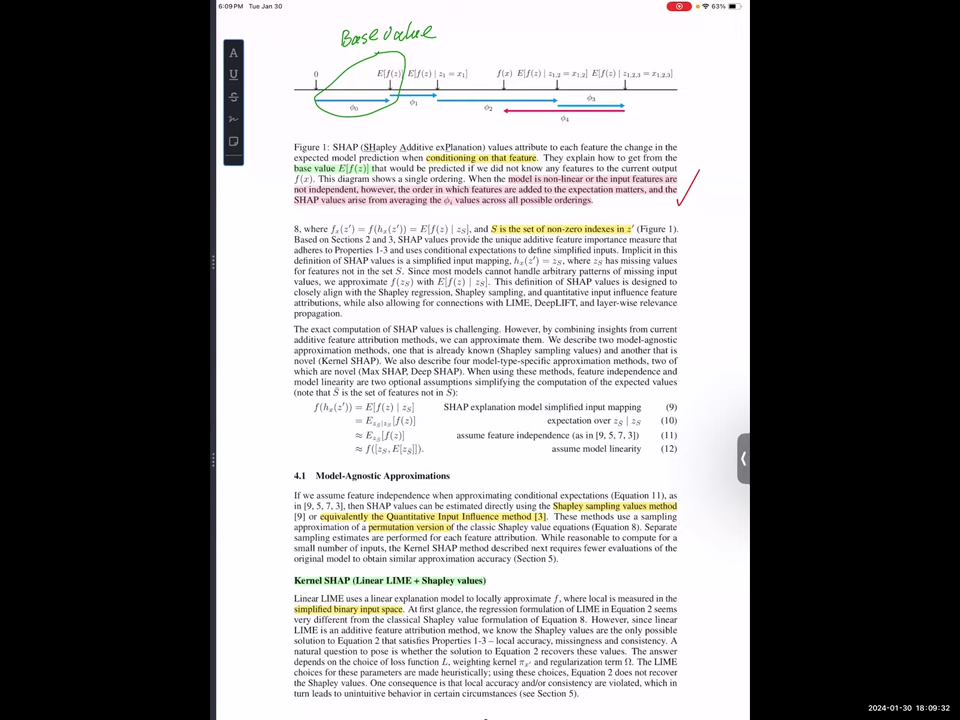 6:09 PM Tue Jan 30
63%
Base value
A
U
S
0 E[f(z)] E[f(z) | z₁ = x₁] f(x) E[f(z) | z₁,₂ = x₁,₂] E[f(z) | z₁,₂,₃ = x₁,₂,₃]
ϕ₀ ϕ₁ ϕ₂ ϕ₃
ϕ₄
Figure 1: SHAP (SHapley Additive exPlanation) values attribute to each feature the change in the
expected model prediction when conditioning on that feature. They explain how to get from the
base value E[f(z)] that would be predicted if we did not know any features to the current output
f(x). This diagram shows a single ordering. When the model is non-linear or the input features are
not independent, however, the order in which features are added to the expectation matters, and the
SHAP values arise from averaging the ϕᵢ values across all possible orderings.
8, where fₓ(z′) = f(hₓ(z′)) = E[f(z) | z_S], and S is the set of non-zero indexes in z′ (Figure 1).
Based on Sections 2 and 3, SHAP values provide the unique additive feature importance measure that
adheres to Properties 1-3 and uses conditional expectations to define simplified inputs. Implicit in this
definition of SHAP values is a simplified input mapping, hₓ(z′) = z_S, where z_S has missing values
for features not in the set S. Since most models cannot handle arbitrary patterns of missing input
values, we approximate f(z_S) with E[f(z) | z_S]. This definition of SHAP values is designed to
closely align with the Shapley regression, Shapley sampling, and quantitative input influence feature
attributions, while also allowing for connections with LIME, DeepLIFT, and layer-wise relevance
propagation.
The exact computation of SHAP values is challenging. However, by combining insights from current
additive feature attribution methods, we can approximate them. We describe two model-agnostic
approximation methods, one that is already known (Shapley sampling values) and another that is
novel (Kernel SHAP). We also describe four model-type-specific approximation methods, two of
which are novel (Max SHAP, Deep SHAP). When using these methods, feature independence and
model linearity are two optional assumptions simplifying the computation of the expected values
(note that S̄ is the set of features not in S):
f(hₓ(z′)) = E[f(z) | z_S] SHAP explanation model simplified input mapping (9)
= E_{z_S̄|z_S}[f(z)] expectation over z_S̄ | z_S (10)
≈ E_{z_S̄}[f(z)] assume feature independence (as in [9, 5, 7, 3]) (11)
≈ f([z_S, E[z_S̄]]). assume model linearity (12)
4.1 Model-Agnostic Approximations
If we assume feature independence when approximating conditional expectations (Equation 11), as
in [9, 5, 7, 3], then SHAP values can be estimated directly using the Shapley sampling values method
[9] or equivalently the Quantitative Input Influence method [3]. These methods use a sampling
approximation of a permutation version of the classic Shapley value equations (Equation 8). Separate
sampling estimates are performed for each feature attribution. While reasonable to compute for a
small number of inputs, the Kernel SHAP method described next requires fewer evaluations of the
original model to obtain similar approximation accuracy (Section 5).
Kernel SHAP (Linear LIME + Shapley values)
Linear LIME uses a linear explanation model to locally approximate f, where local is measured in the
simplified binary input space. At first glance, the regression formulation of LIME in Equation 2 seems
very different from the classical Shapley value formulation of Equation 8. However, since linear
LIME is an additive feature attribution method, we know the Shapley values are the only possible
solution to Equation 2 that satisfies Properties 1-3 – local accuracy, missingness and consistency. A
natural question to pose is whether the solution to Equation 2 recovers these values. The answer
depends on the choice of loss function L, weighting kernel πₓ′ and regularization term Ω. The LIME
choices for these parameters are made heuristically; using these choices, Equation 2 does not recover
the Shapley values. One consequence is that local accuracy and/or consistency are violated, which in
turn leads to unintuitive behavior in certain circumstances (see Section 5).
2024-01-30 18:09:32